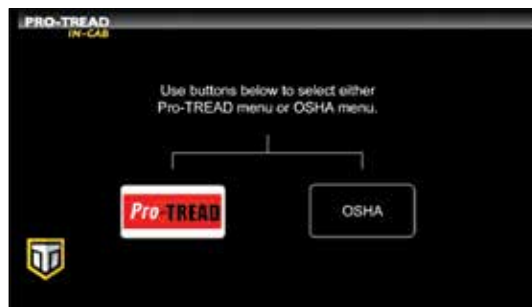 PRO-TREAD
IN-CAB
Use buttons below to select either
Pro-TREAD menu or OSHA menu.
Pro-TREAD
OSHA